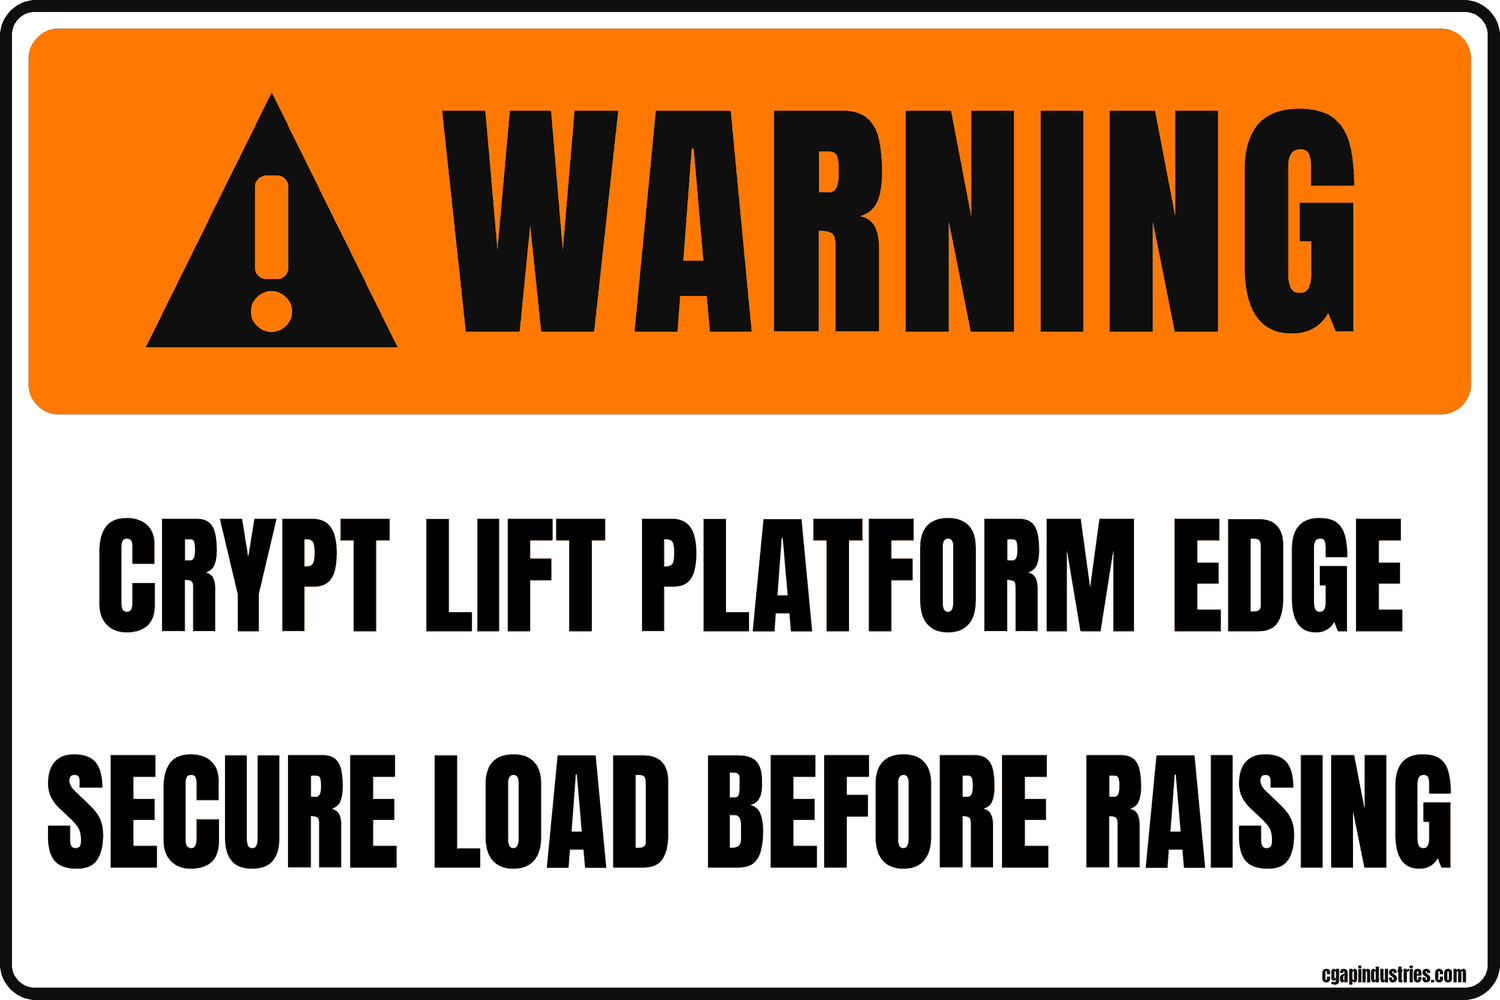 WARNING
CRYPT LIFT PLATFORM EDGE
SECURE LOAD BEFORE RAISING
cgapindustries.com